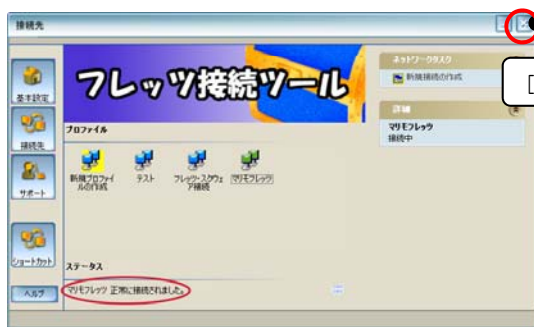 接続先
フレッツ接続ツール
ネットワークタスク
新規接続の作成
詳細
マリモフレッツ
接続中
基本設定
接続先
サポート
ショートカット
ヘルプ
プロファイル
新規プロファイルの作成
テスト
フレッツ・スクウェア接続
マリモフレッツ
ステータス
マリモフレッツ 正常に接続されました。